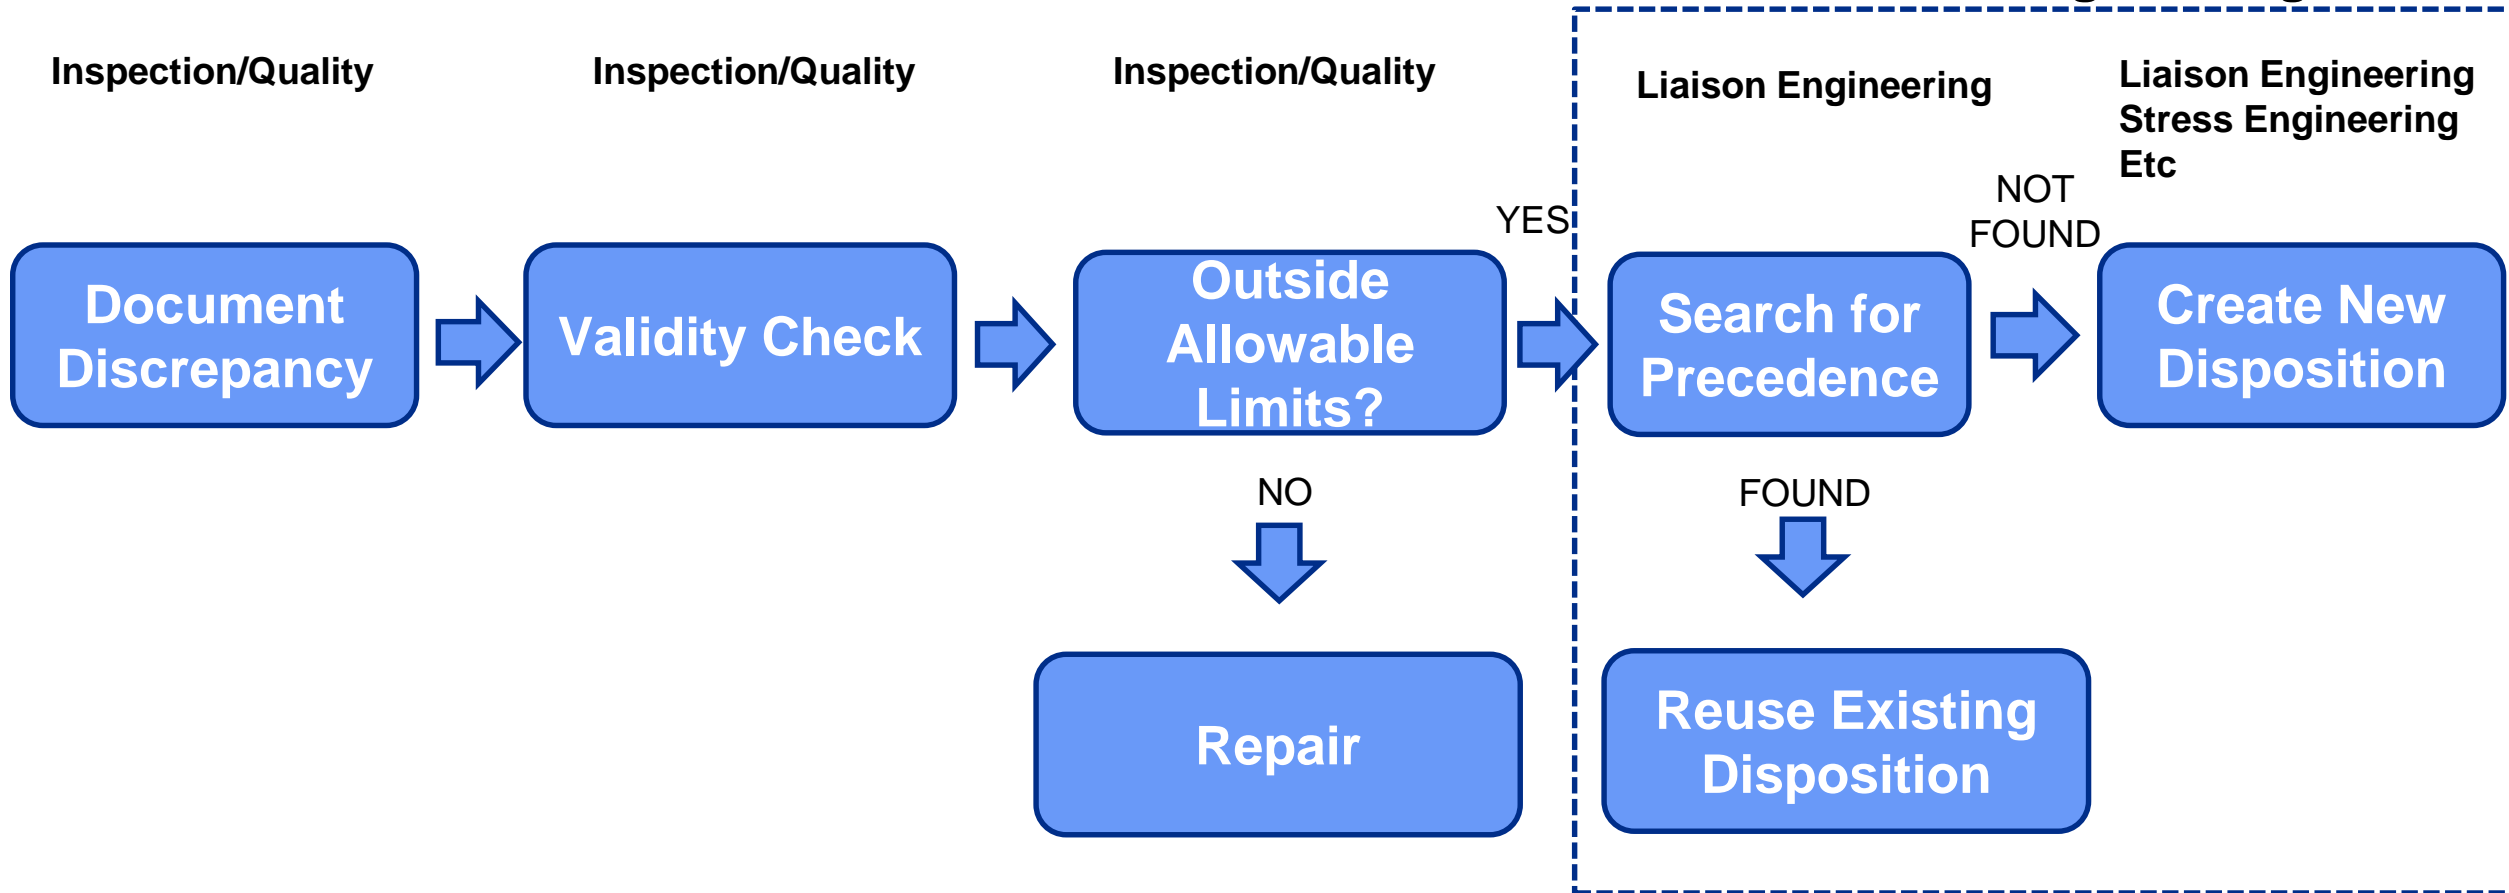 Inspection/Quality
Inspection/Quality
Inspection/Quality
Liaison Engineering
Liaison Engineering
Stress Engineering
Etc
YES
NOT
FOUND
Document
Discrepancy
Validity Check
Outside
Allowable
Limits?
Search for
Precedence
Create New
Disposition
NO
FOUND
Repair
Reuse Existing
Disposition